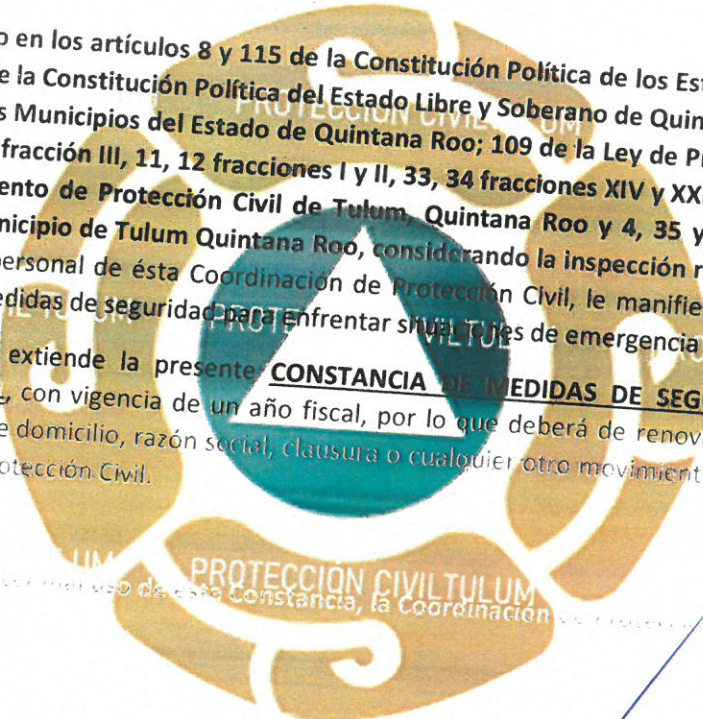 o en los artículos 8 y 115 de la Constitución Política de los Est
e la Constitución Política del Estado Libre y Soberano de Quin
s Municipios del Estado de Quintana Roo; 109 de la Ley de P
fracción III, 11, 12 fracciones I y II, 33, 34 fracciones XIV y XX
ento de Protección Civil de Tulum, Quintana Roo y 4, 35 y
nicipio de Tulum Quintana Roo, considerando la inspección r
personal de ésta Coordinación de Protección Civil, le manifie
edidas de seguridad para enfrentar situaciones de emergencia
extiende la presente CONSTANCIA DE MEDIDAS DE SEG
, con vigencia de un año fiscal, por lo que deberá de renov
e domicilio, razón social, clausura o cualquier otro movimient
otección Civil.
PROTECCIÓN CIVILTULUM
uso de esta Constancia, la Coordinación